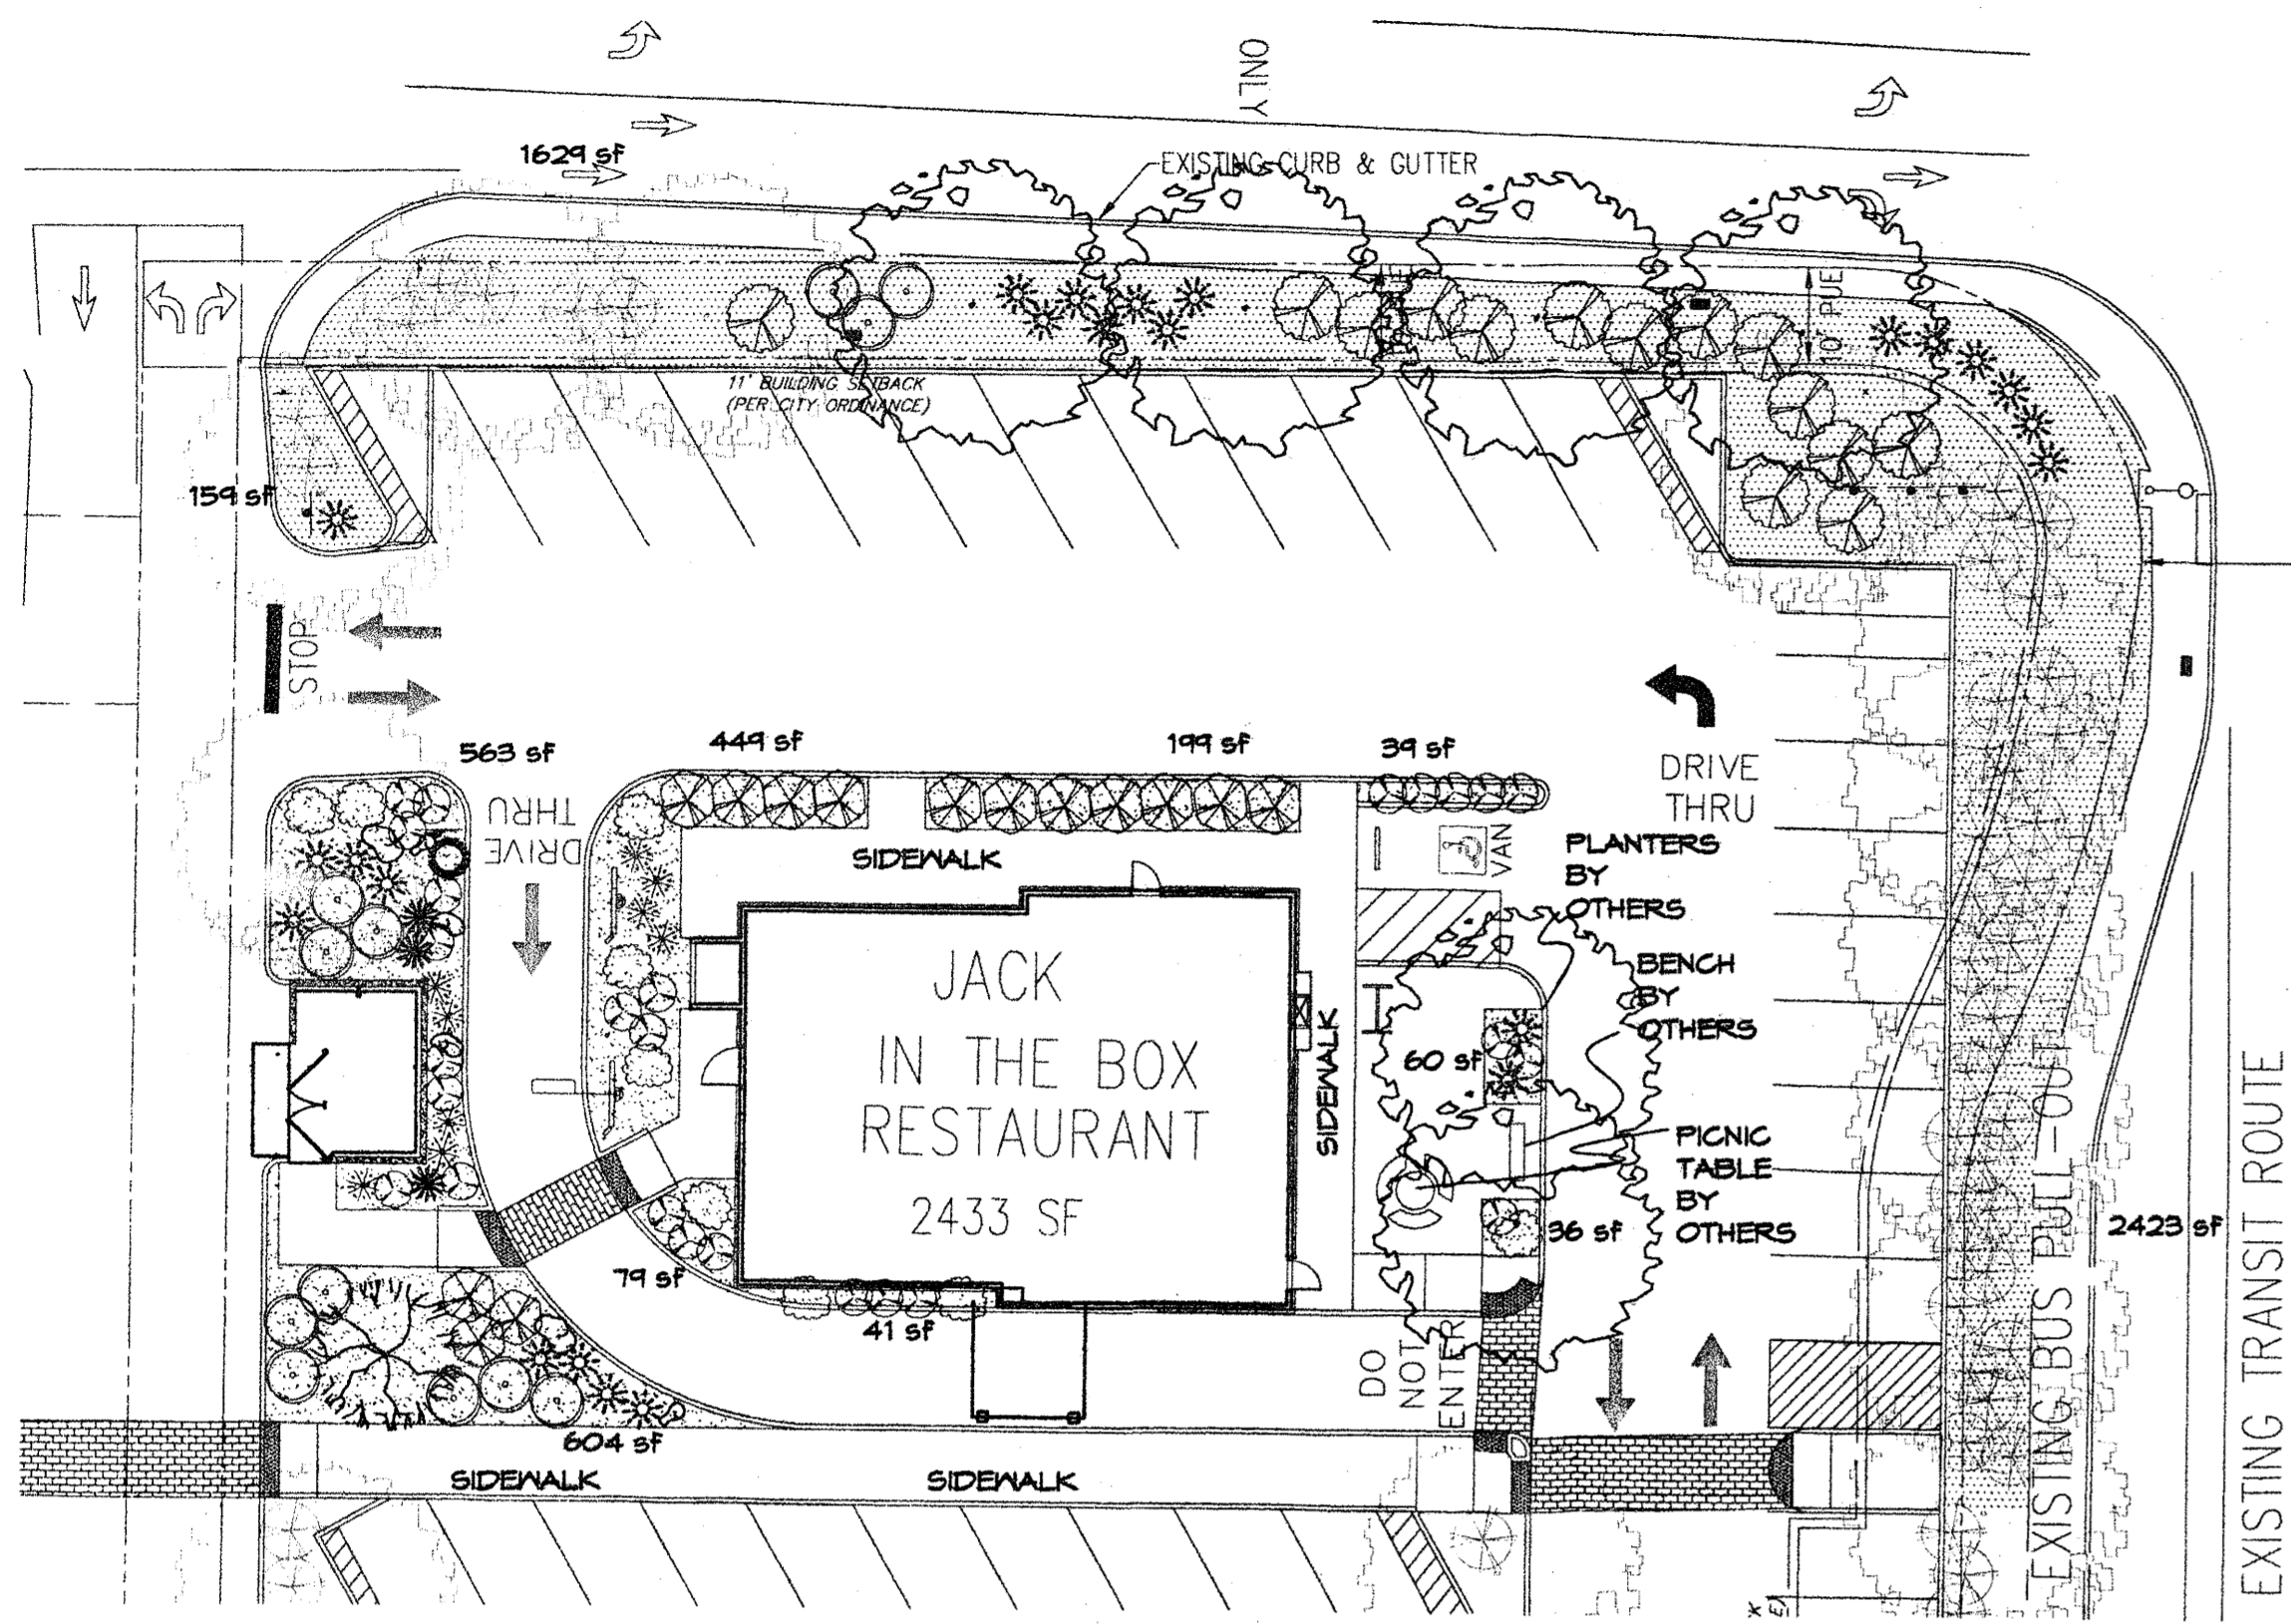 ONLY
1629 sf
EXISTING CURB & GUTTER
10' PUE
11' BUILDING SETBACK
(PER CITY ORDINANCE)
159 sf
STOP
563 sf
449 sf
199 sf
39 sf
DRIVE
THRU
DRIVE
THRU
VAN
SIDEWALK
PLANTERS
BY
OTHERS
JACK
IN THE BOX
RESTAURANT
2433 SF
SIDEWALK
BENCH
BY
OTHERS
60 sf
PICNIC
TABLE
BY
OTHERS
36 sf
2423 sf
79 sf
41 sf
DO
NOT
ENTER
604 sf
SIDEWALK
SIDEWALK
EXISTING BUS PULL-OUT
EXISTING TRANSIT ROUTE